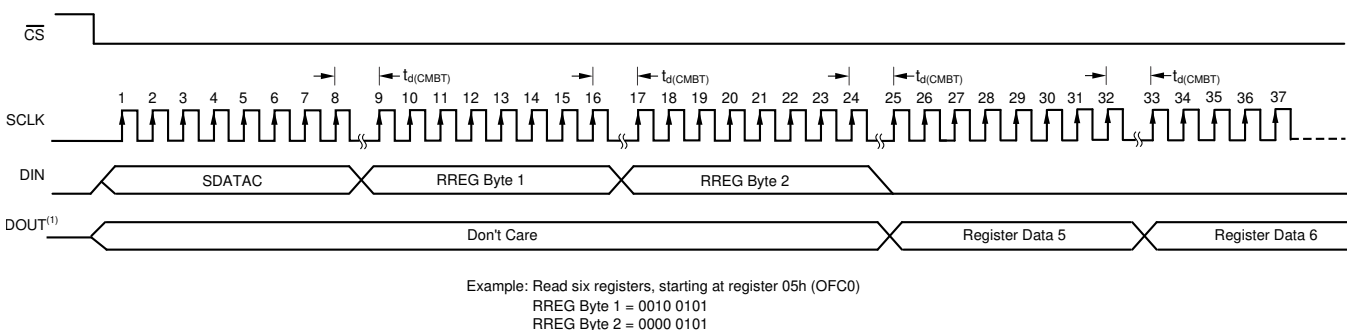 CS
t_d(CMBT) t_d(CMBT) t_d(CMBT) t_d(CMBT)
1 2 3 4 5 6 7 8 9 10 11 12 13 14 15 16 17 18 19 20 21 22 23 24 25 26 27 28 29 30 31 32 33 34 35 36 37
SCLK
DIN SDATAC RREG Byte 1 RREG Byte 2
DOUT(1) Don't Care Register Data 5 Register Data 6
Example: Read six registers, starting at register 05h (OFC0)
RREG Byte 1 = 0010 0101
RREG Byte 2 = 0000 0101